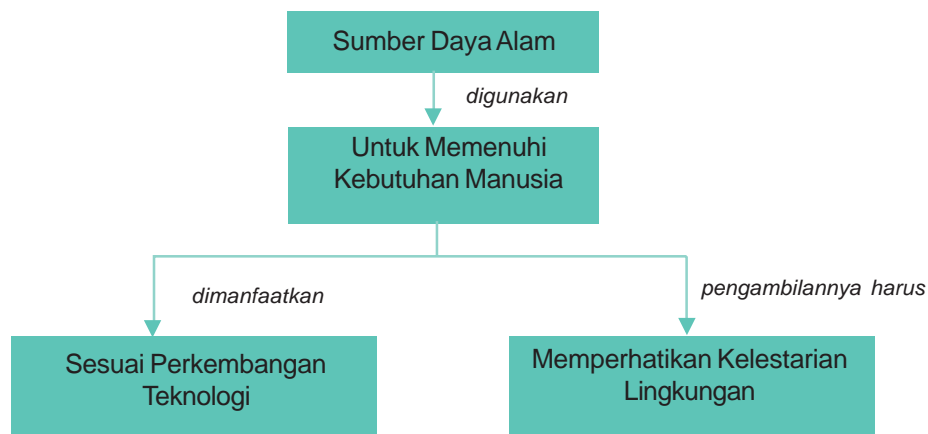 Sumber Daya Alam
digunakan
Untuk Memenuhi
Kebutuhan Manusia
dimanfaatkan
pengambilannya harus
Sesuai Perkembangan
Teknologi
Memperhatikan Kelestarian
Lingkungan